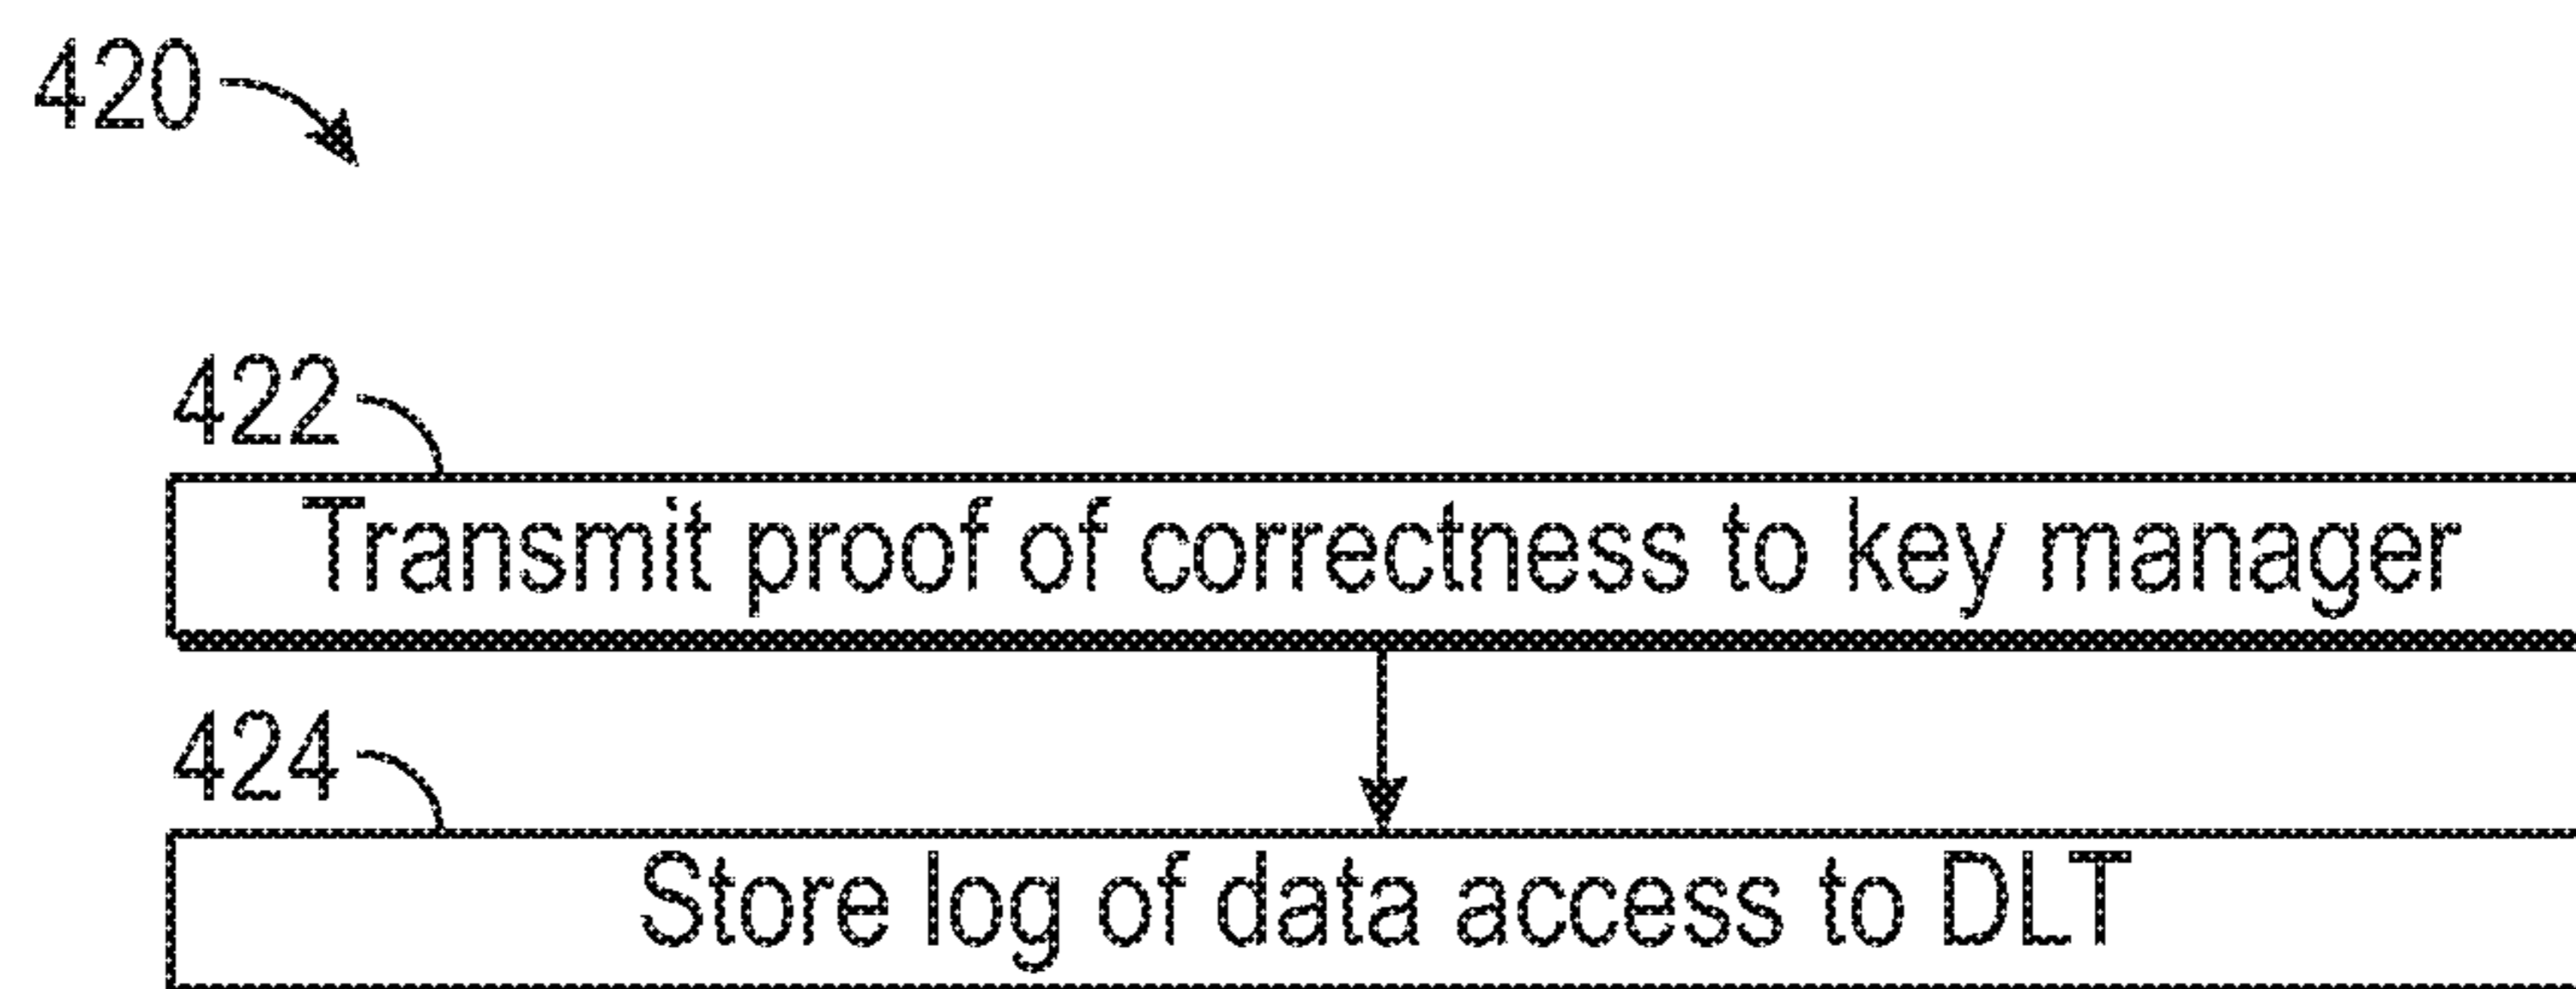 420
422
Transmit proof of correctness to key manager
424
Store log of data access to DLT